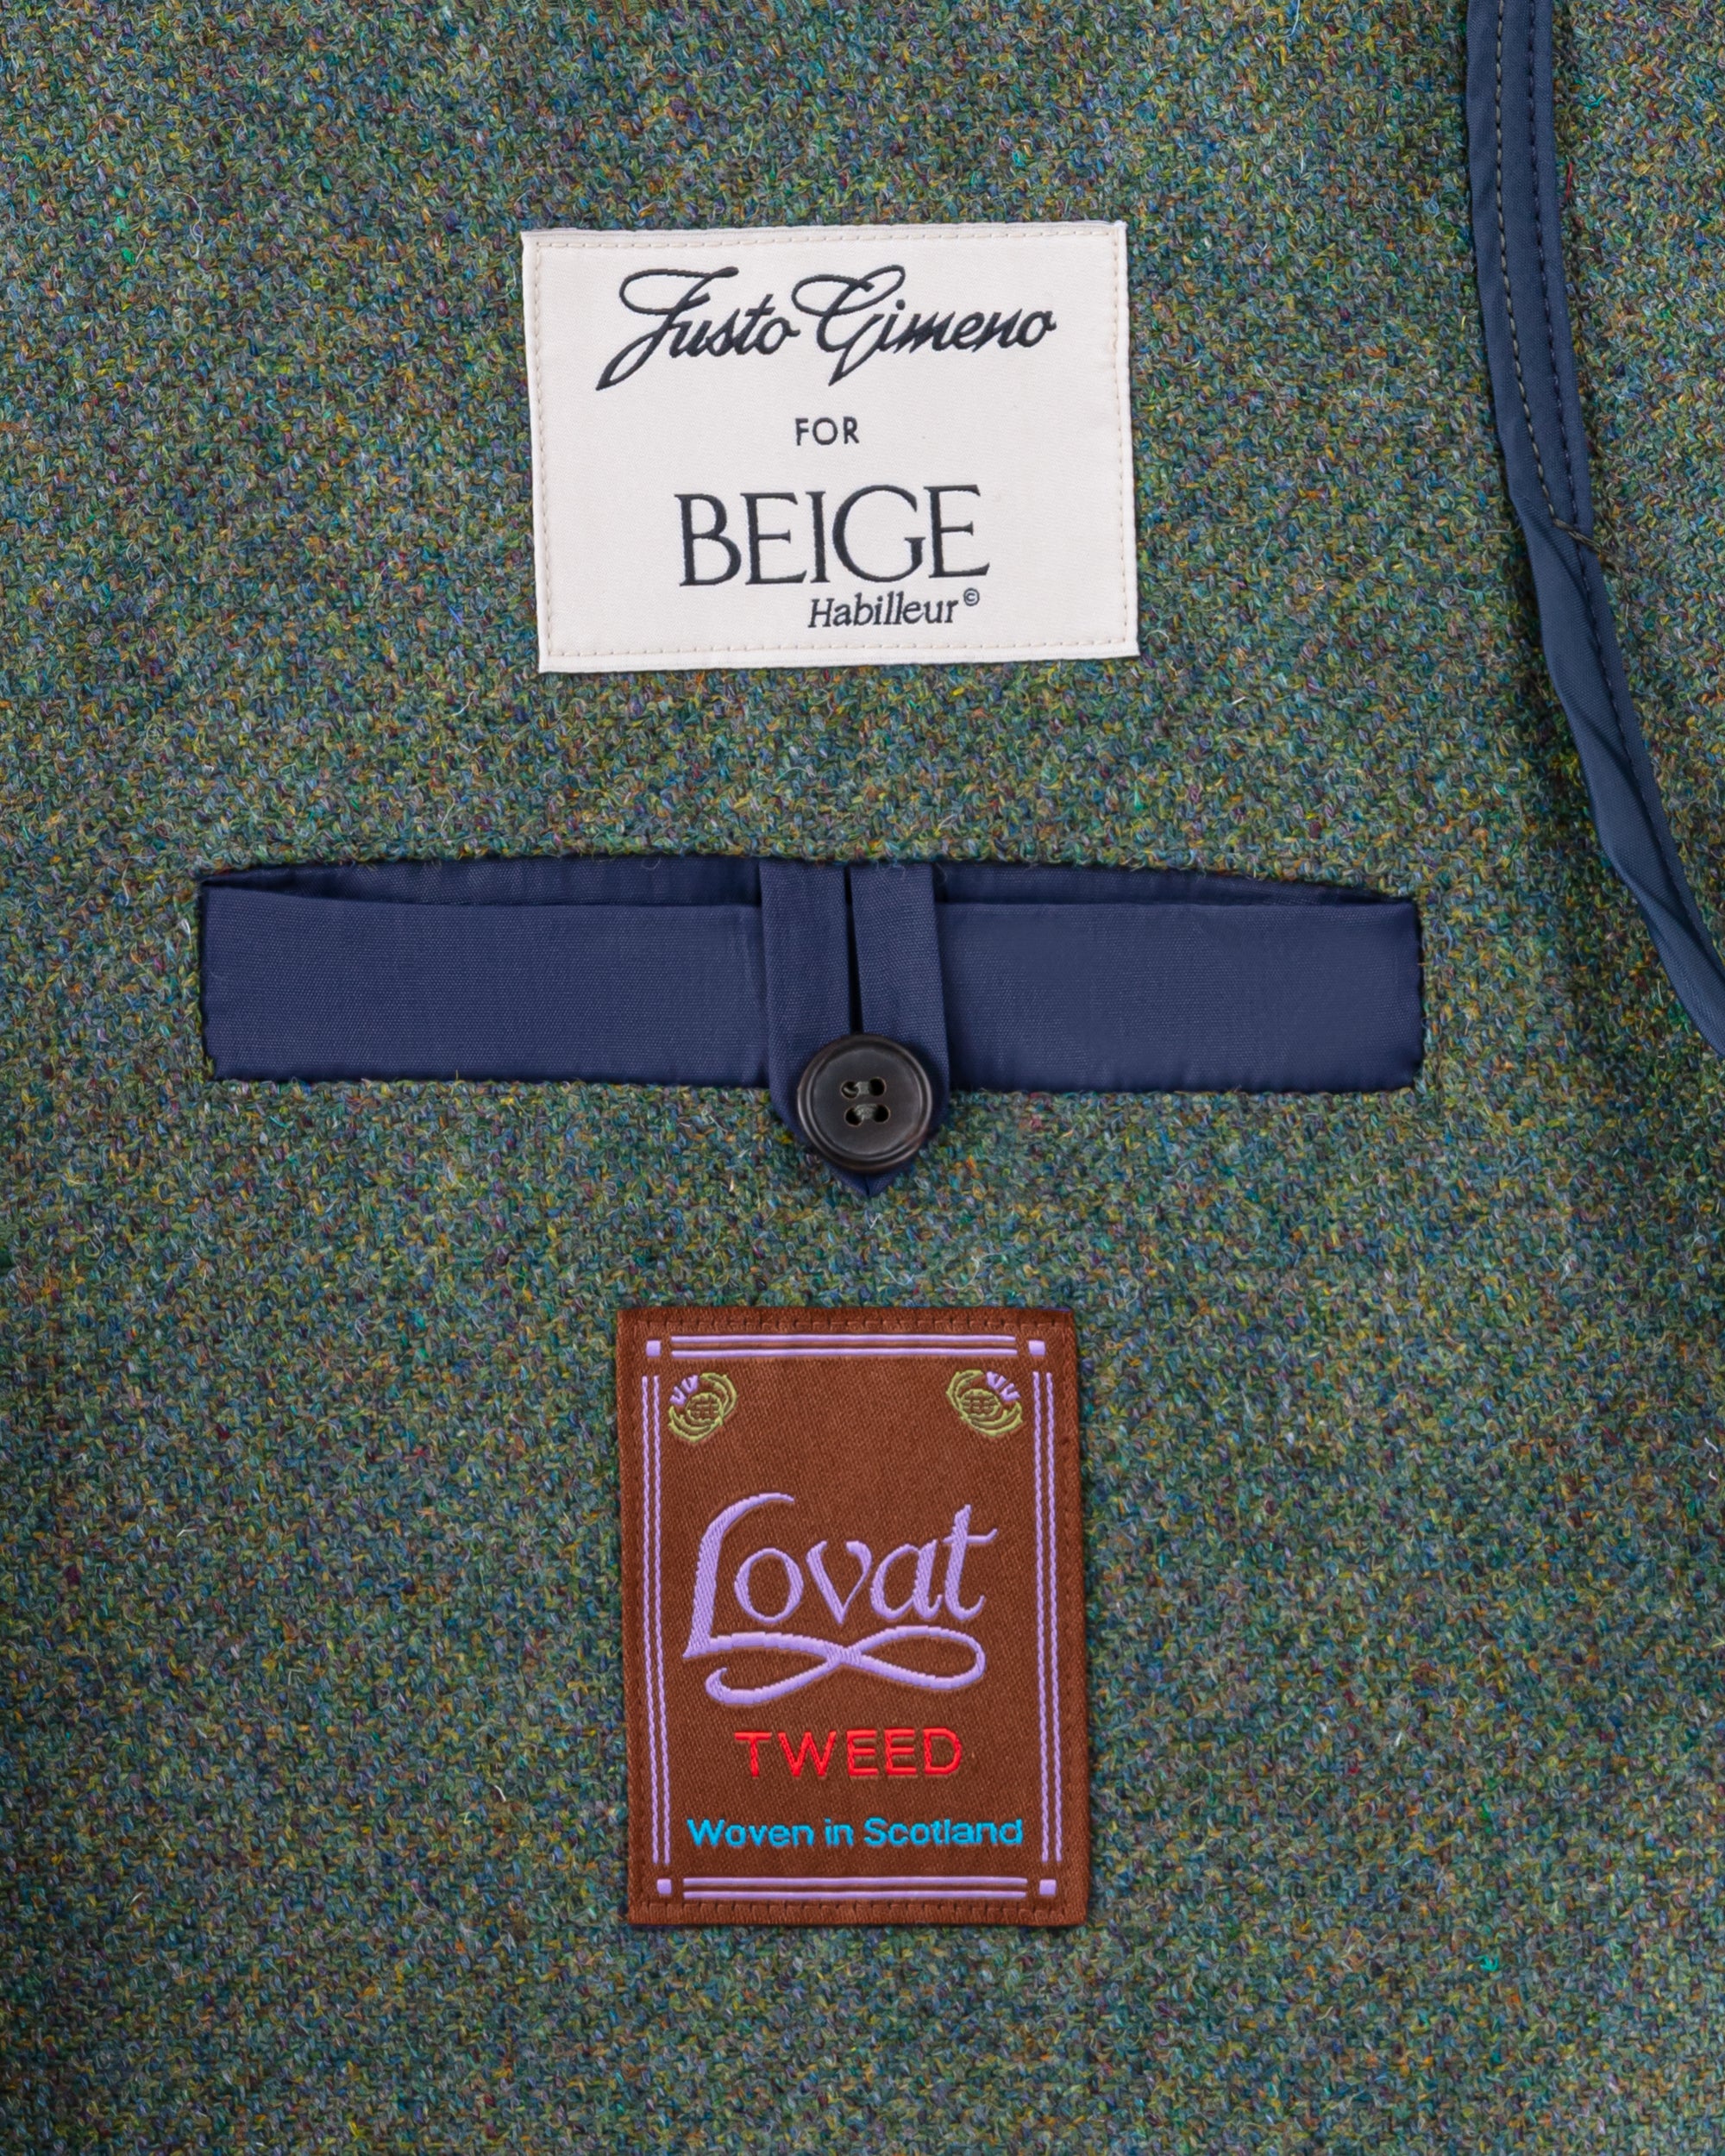 Justo Gimeno
FOR
BEIGE
Habilleur©
Lovat
TWEED
Woven in Scotland